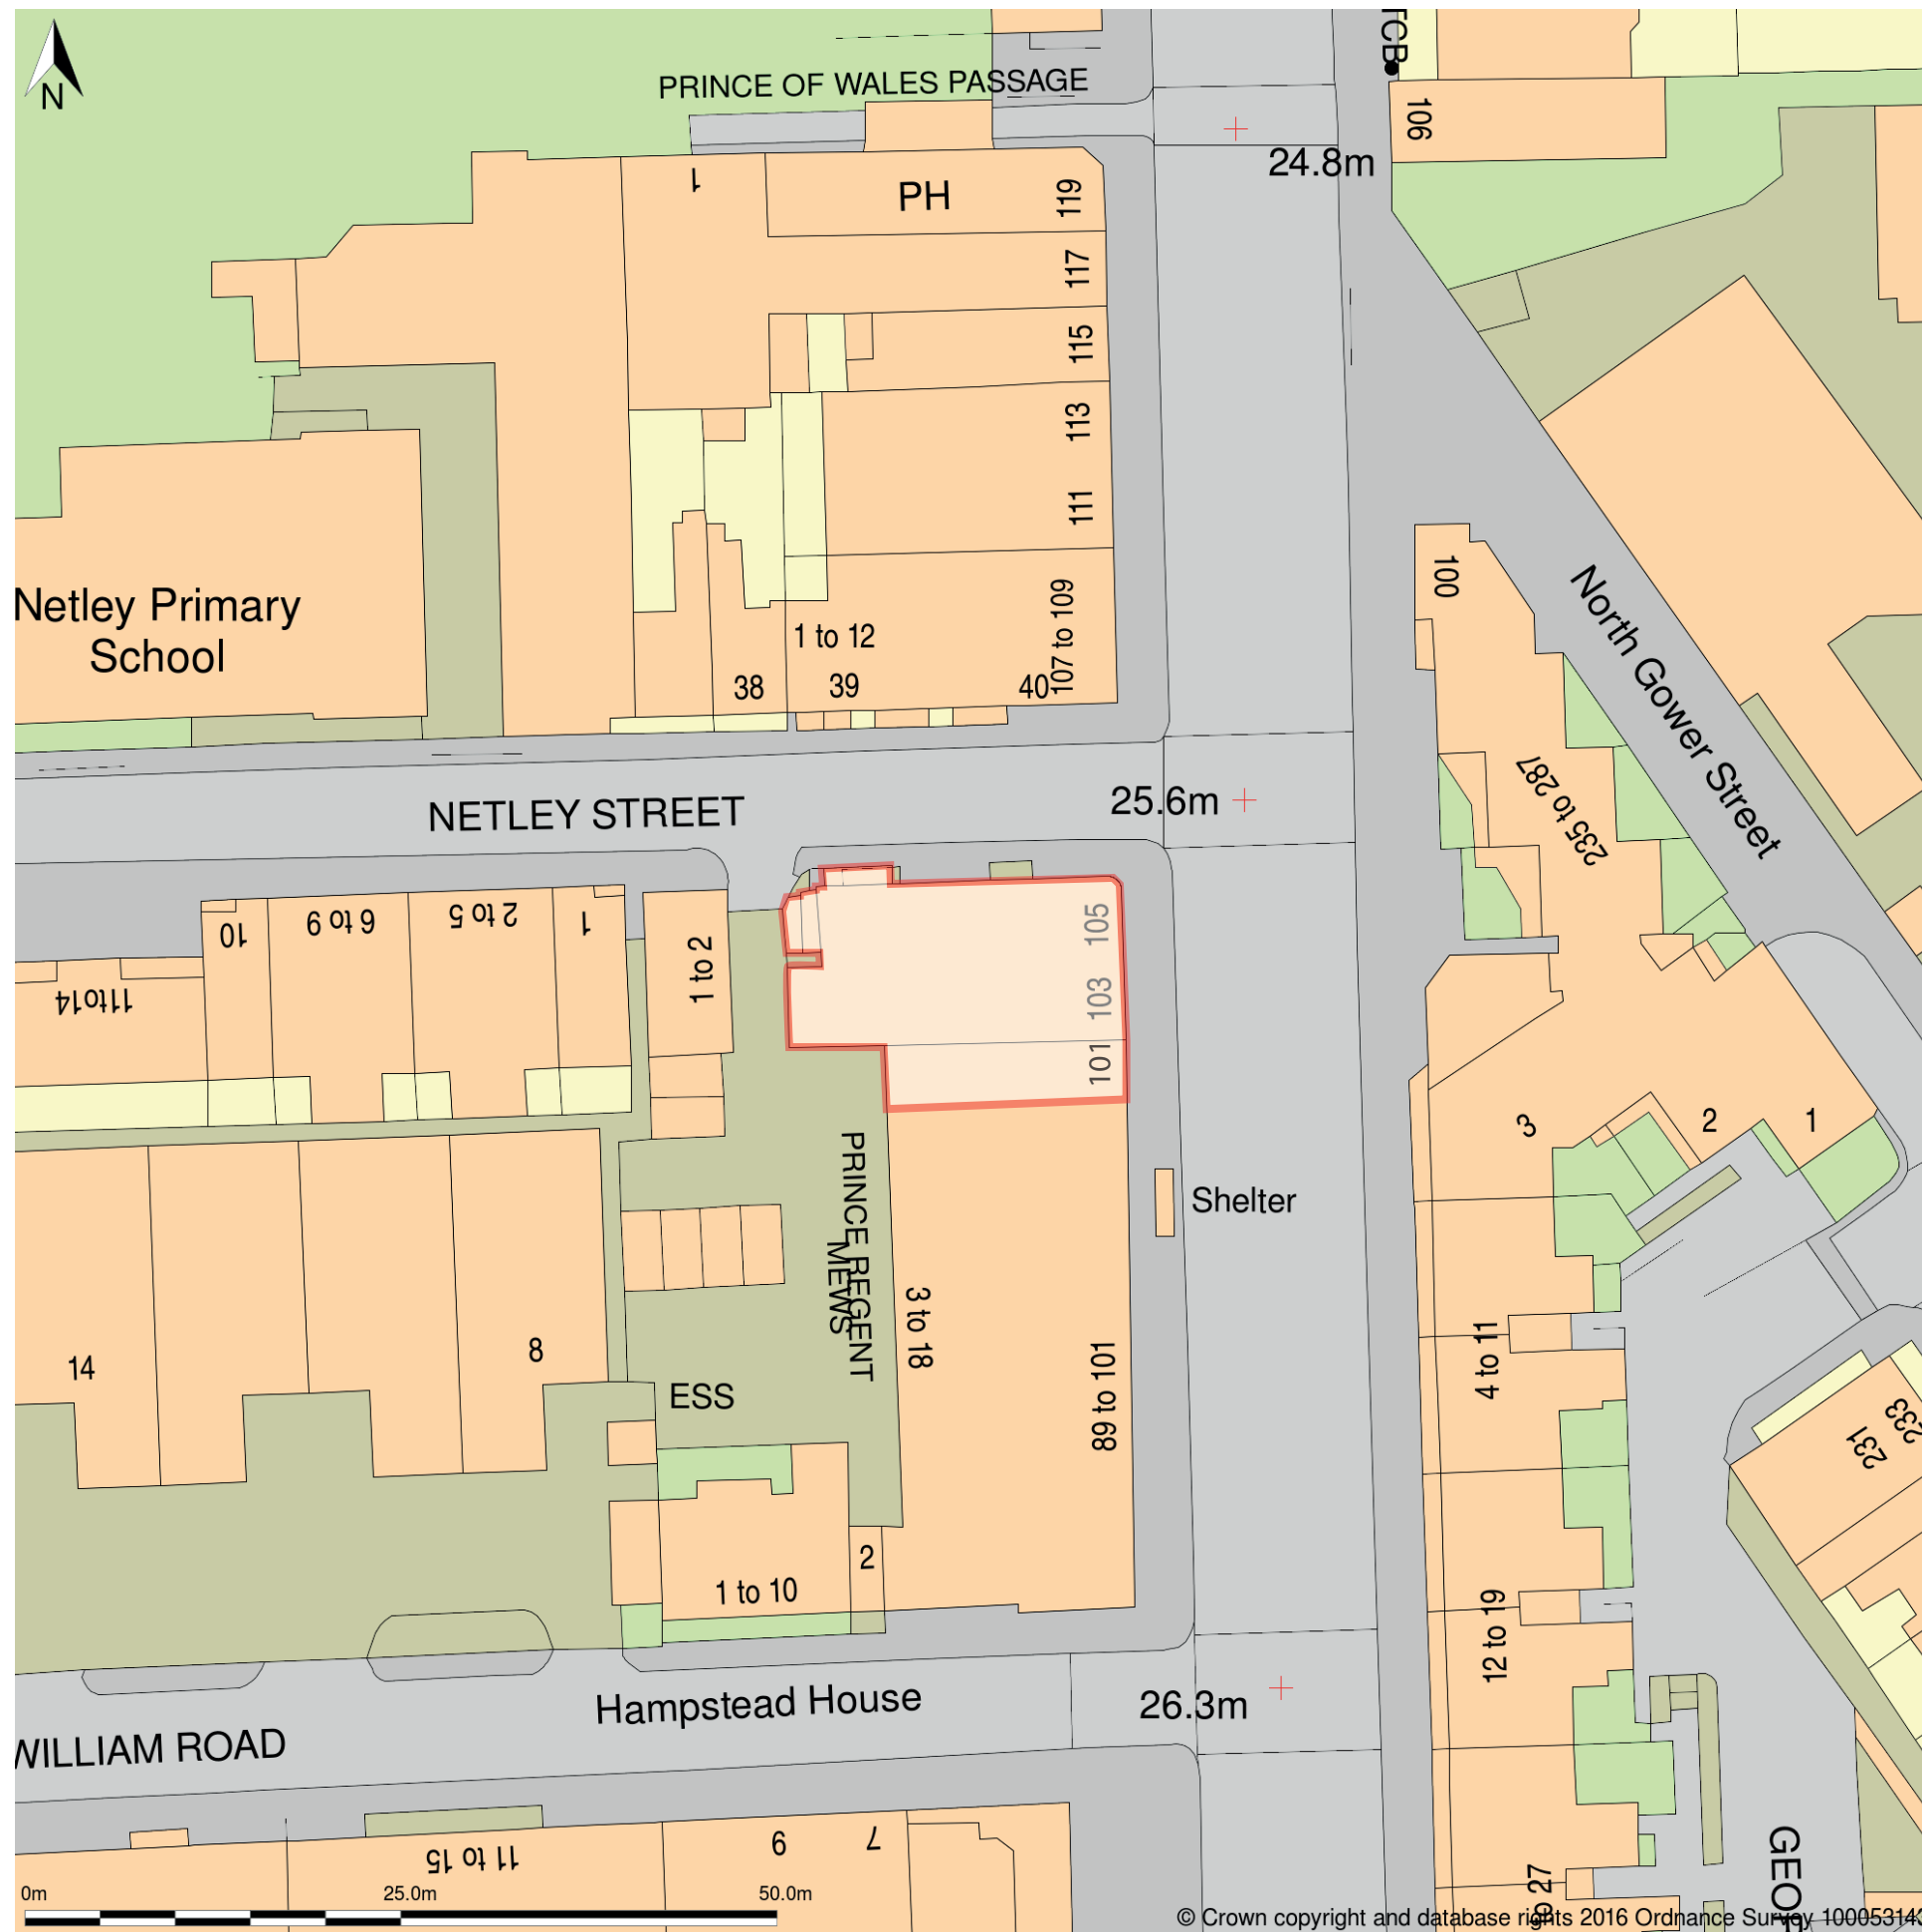 N
PRINCE OF WALES PASSAGE
TCB
106
24.8m
1
PH
119
117
115
113
111
107 to 109
100
Netley Primary
School
1 to 12
38
39
40
North Gower Street
235 to 287
NETLEY STREET
25.6m
105
103
101
10
6 to 9
2 to 5
1
1 to 2
11to14
3
2
1
Shelter
PRINCE REGENT
MEWS
3 to 18
89 to 101
14
8
ESS
4 to 11
231
233
2
1 to 10
12 to 19
Hampstead House
26.3m
WILLIAM ROAD
11 to 15
9
7
GEOR
to 27
0m
25.0m
50.0m
© Crown copyright and database rights 2016 Ordnance Survey